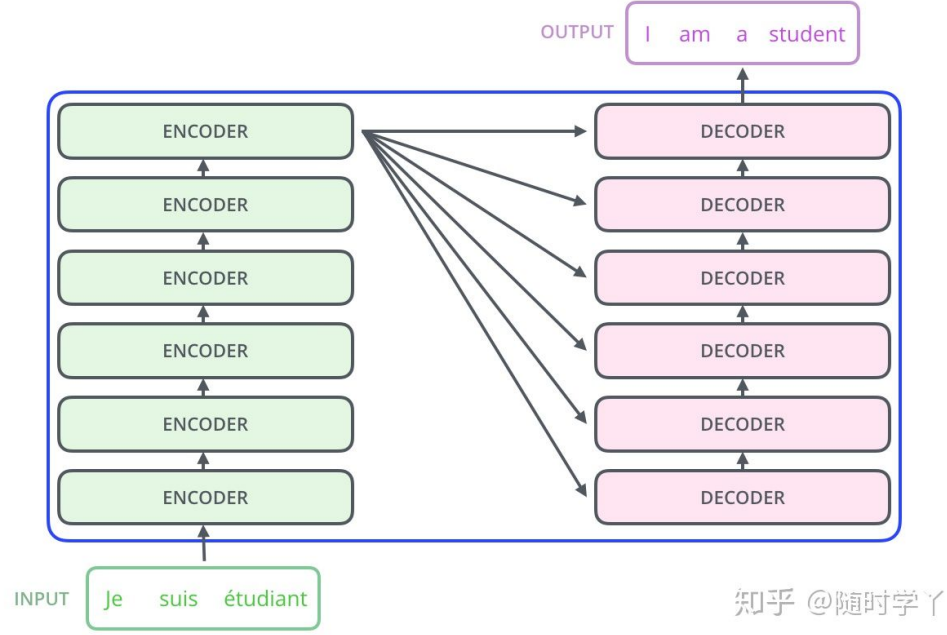 OUTPUT I am a student
ENCODER DECODER
ENCODER DECODER
ENCODER DECODER
ENCODER DECODER
ENCODER DECODER
ENCODER DECODER
INPUT Je suis étudiant
知乎 @随时学丫